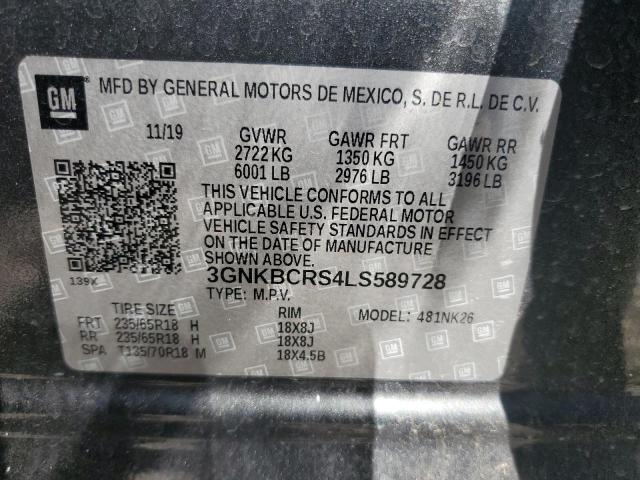 GM ® MFD BY GENERAL MOTORS DE MEXICO, S. DE R.L. DE C.V.
11/19 GVWR GAWR FRT GAWR RR
2722 KG 1350 KG 1450 KG
6001 LB 2976 LB 3196 LB
THIS VEHICLE CONFORMS TO ALL
APPLICABLE U.S. FEDERAL MOTOR
VEHICLE SAFETY STANDARDS IN EFFECT
ON THE DATE OF MANUFACTURE
SHOWN ABOVE.
139X 3GNKBCRS4LS589728
TYPE: M.P.V.
TIRE SIZE RIM MODEL: 481NK26
FRT 235/65R18 H 18X8J
RR 235/65R18 H 18X8J
SPA T135/70R18 M 18X4.5B